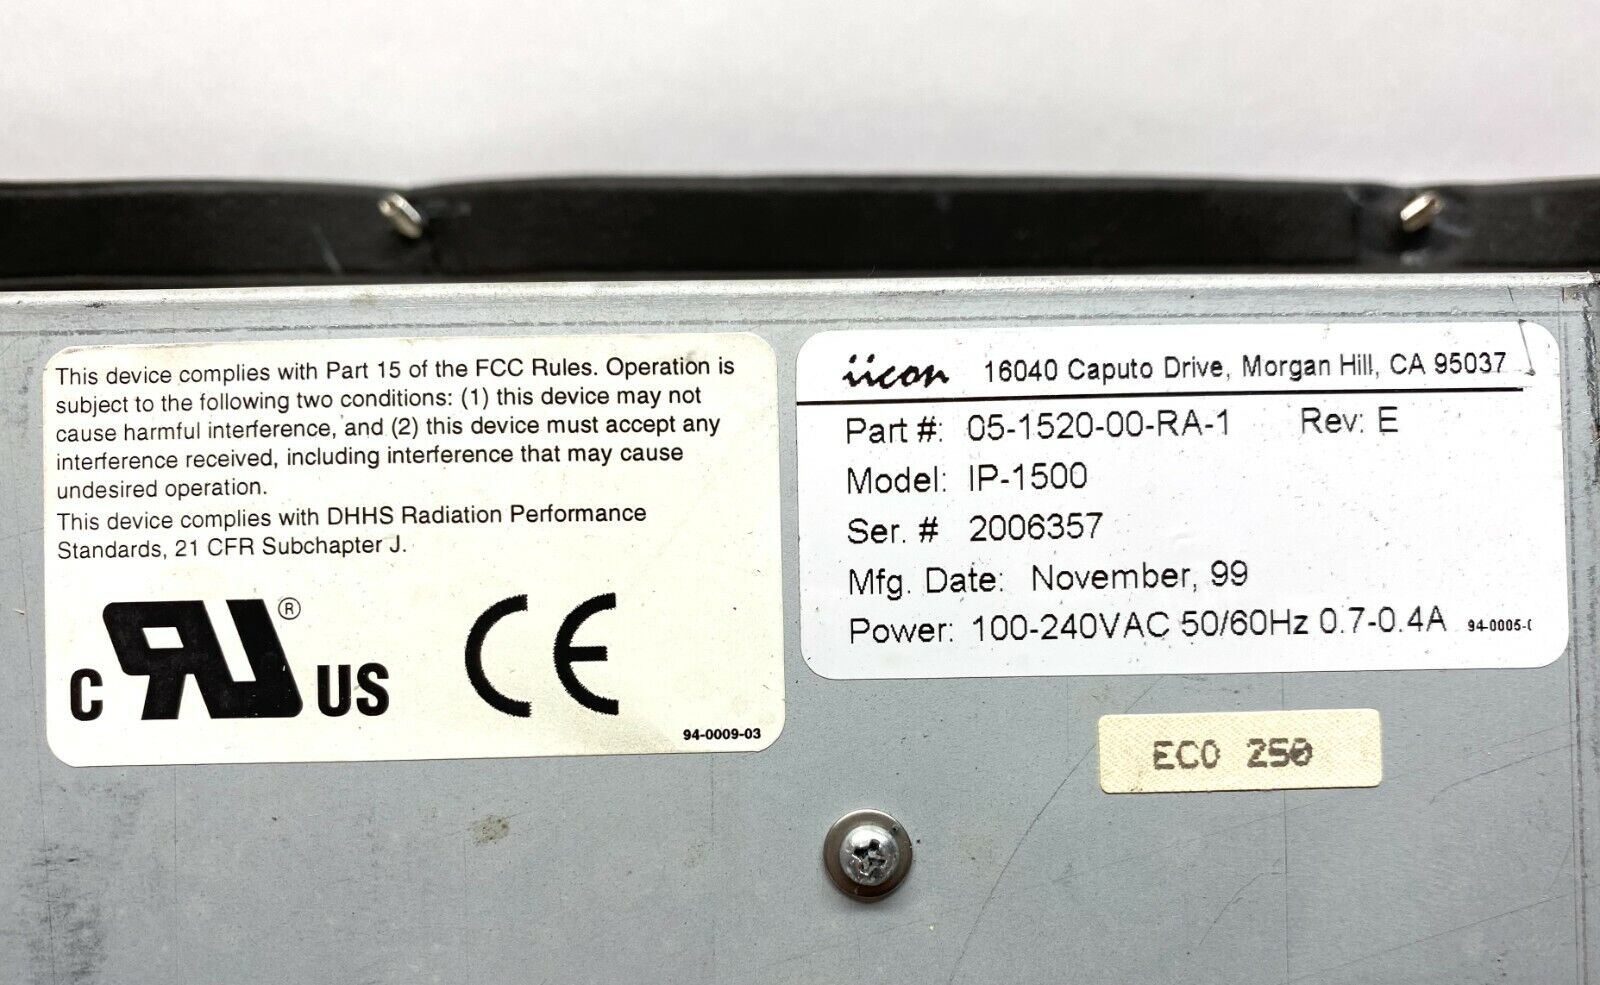 This device complies with Part 15 of the FCC Rules. Operation is
subject to the following two conditions: (1) this device may not
cause harmful interference, and (2) this device must accept any
interference received, including interference that may cause
undesired operation.
This device complies with DHHS Radiation Performance
Standards, 21 CFR Subchapter J.
C RU ® US CE
94-0009-03
iicon 16040 Caputo Drive, Morgan Hill, CA 95037
Part #: 05-1520-00-RA-1 Rev: E
Model: IP-1500
Ser. # 2006357
Mfg. Date: November, 99
Power: 100-240VAC 50/60Hz 0.7-0.4A 94-0005-
ECO 250